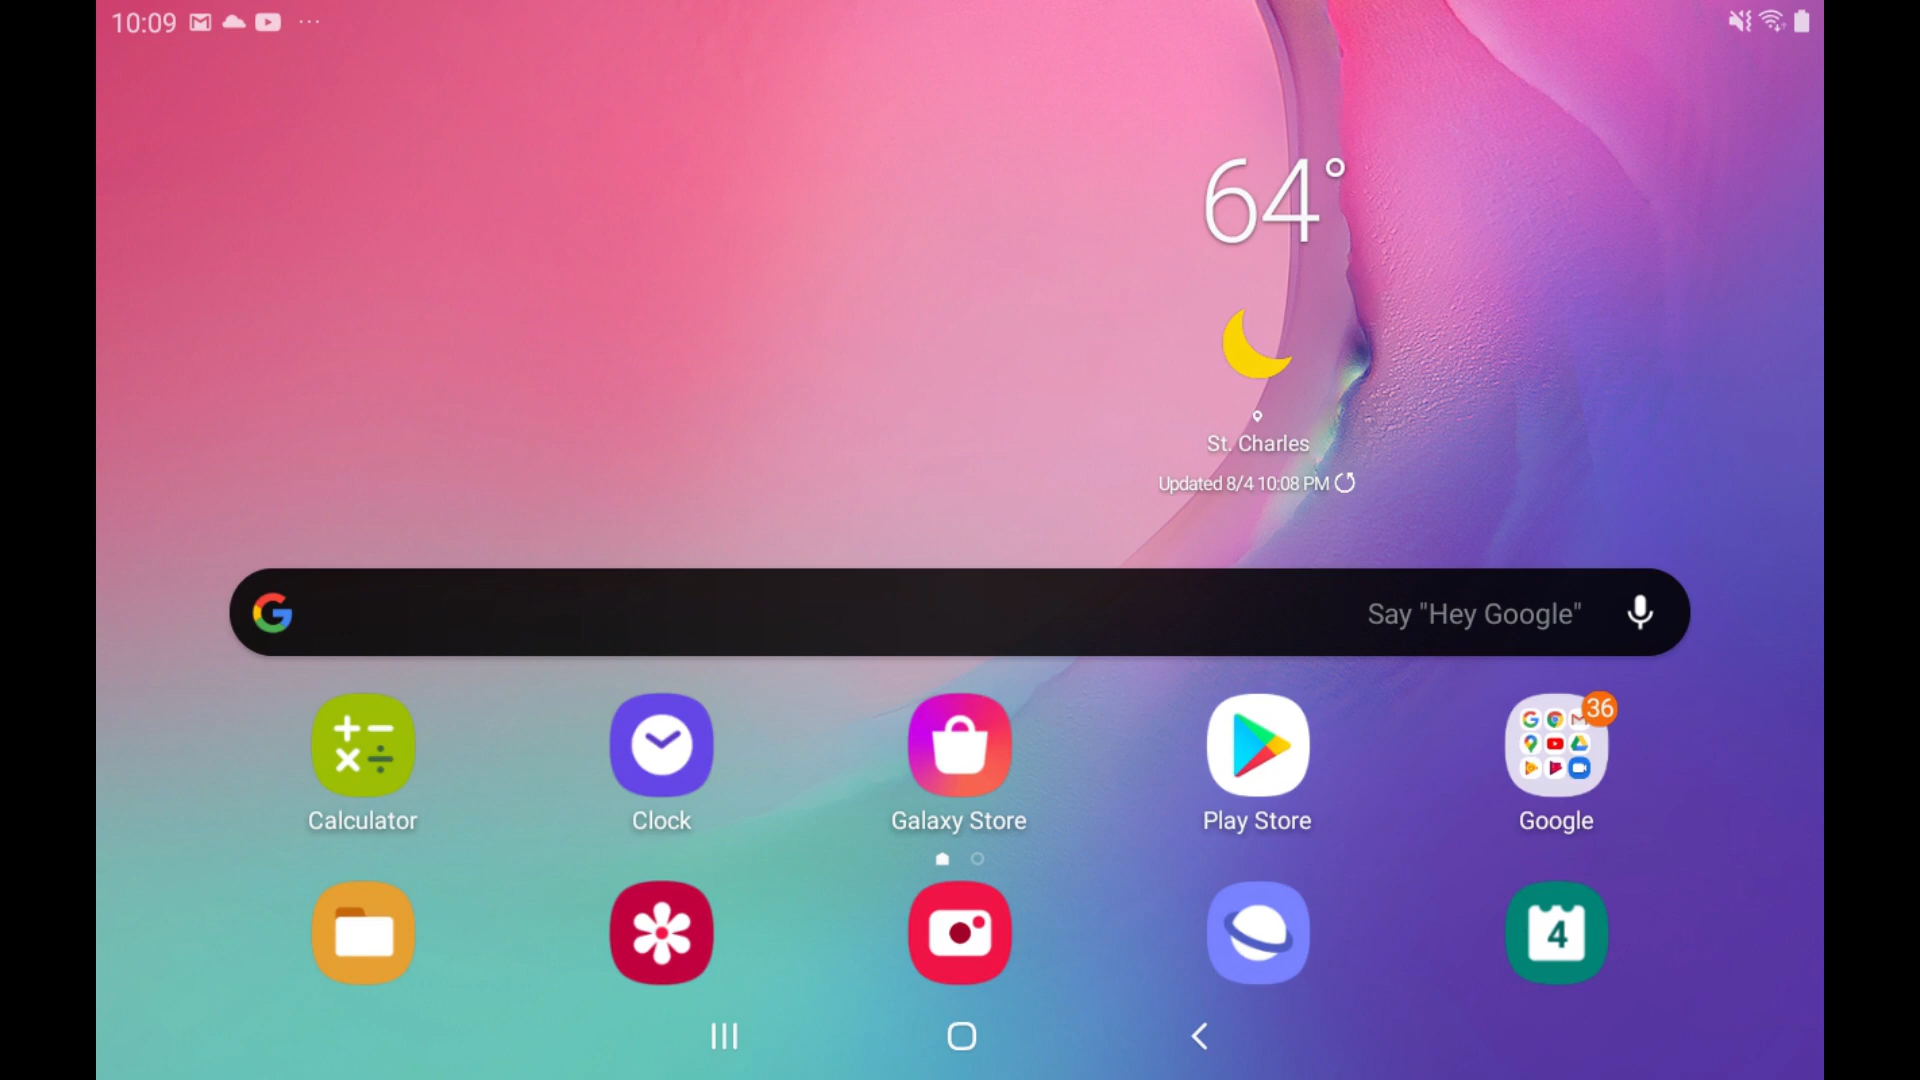 10:09
64°
St. Charles
Updated 8/4 10:08 PM
Say "Hey Google"
36
Calculator
Clock
Galaxy Store
Play Store
Google
4